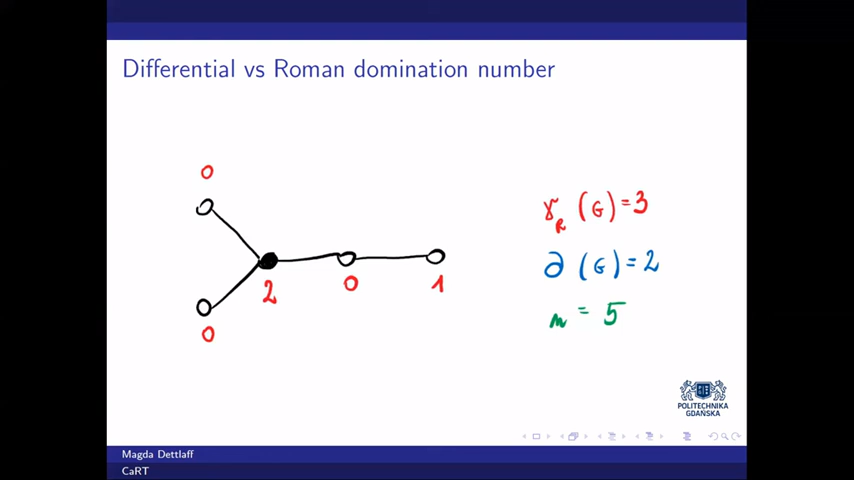 Differential vs Roman domination number
0
γ_R (G) = 3
∂ (G) = 2
2 0 1
n = 5
0
POLITECHNIKA
GDAŃSKA
Magda Dettlaff
CaRT